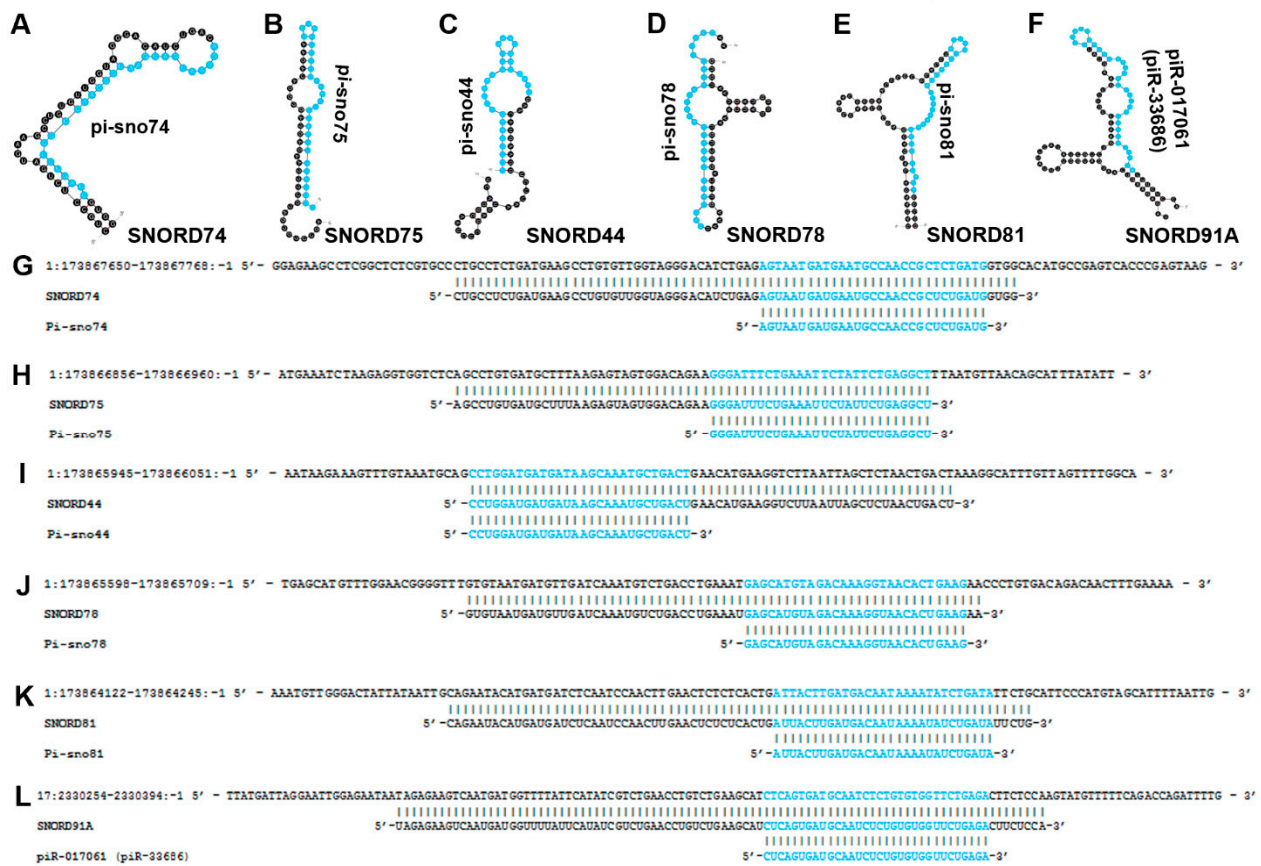 A B C D E F
pi-sno74
pi-sno75
pi-sno44
pi-sno78
pi-sno81
piR-017061
(piR-33686)
SNORD74 SNORD75 SNORD44 SNORD78 SNORD81 SNORD91A
G 1:173867650-173867768:-1 5′ - GGAGAAGCCTCGGCTCTCGTGCCCTGCCTCTGATGAAGCCTGTGTTGGTAGGGACATCTGAGAGTAATGATGAATGCCAACCGCTCTGATGGTGGCACATGCCGAGTCACCCGAGTAAG - 3′
SNORD74 5′-CUGCCUCUGAUGAAGCCUGUGUUGGUAGGGACAUCUGAGAGUAAUGAUGAAUGCCAACCGCUCUGAUGGUGG-3′
Pi-sno74 5′-AGUAAUGAUGAAUGCCAACCGCUCUGAUG-3′
H 1:173866856-173866960:-1 5′ - ATGAAATCTAAGAGGTGGTCTCAGCCTGTGATGCTTTAAGAGTAGTGGACAGAAGGGATTTCTGAAATTCTATTCTGAGGCTTTAATGTTAACAGCATTTATATT - 3′
SNORD75 5′-AGCCUGUGAUGCUUUAAGAGUAGUGGACAGAAGGGAUUUCUGAAAUUCUAUUCUGAGGCU-3′
Pi-sno75 5′-GGGAUUUCUGAAAUUCUAUUCUGAGGCU-3′
I 1:173865945-173866051:-1 5′ - AATAAGAAAGTTTGTAAATGCAGCCTGGATGATGATAAGCAAATGCTGACTGAACATGAAGGTCTTAATTAGCTCTAACTGACTAAAGGCATTTGTTAGTTTTGGCA - 3′
SNORD44 5′-CCUGGAUGAUGAUAAGCAAAUGCUGACUGAACAUGAAGGUCUUAAUUAGCUCUAACUGACU-3′
Pi-sno44 5′-CCUGGAUGAUGAUAAGCAAAUGCUGACU-3′
J 1:173865598-173865709:-1 5′ - TGAGCATGTTTGGAACGGGGTTTGTGTAATGATGTTGATCAAATGTCTGACCTGAAATGAGCATGTAGACAAAGGTAACACTGAAGAACCCTGTGACAGACAACTTTGAAAA - 3′
SNORD78 5′-GUGUAAUGAUGUUGAUCAAAUGUCUGACCUGAAAUGAGCAUGUAGACAAAGGUAACACUGAAGAA-3′
Pi-sno78 5′-GAGCAUGUAGACAAAGGUAACACUGAAG-3′
K 1:173864122-173864245:-1 5′ - AAATGTTGGGACTATTATAATTGCAGAATACATGATGATCTCAATCCAACTTGAACTCTCTCACTGATTACTTGATGACAATAAAATATCTGATATTCTGCATTCCCATGTAGCATTTTAATTG - 3′
SNORD81 5′-CAGAAUACAUGAUGAUCUCAAUCCAACUUGAACUCUCUCACUGAUUACUUGAUGACAAUAAAAUAUCUGAUAUUCUG-3′
Pi-sno81 5′-AUUACUUGAUGACAAUAAAAUAUCUGAUA-3′
L 17:2330254-2330394:-1 5′ - TTATGATTAGGAATTGGAGAATAATAGAGAAGTCAATGATGGTTTTATTCATATCGTCTGAACCTGTCTGAAGCATCTCAGTGATGCAATCTCTGTGTGGTTCTGAGACTTCTCCAAGTATGTTTTTCAGACCAGATTTTG - 3′
SNORD91A 5′-UAGAGAAGUCAAUGAUGGUUUUAUUCAUAUCGUCUGAACCUGUCUGAAGCAUCUCAGUGAUGCAAUCUCUGUGUGGUUCUGAGACUUCUCCA-3′
piR-017061 (piR-33686) 5′-CUCAGUGAUGCAAUCUCUGUGUGGUUCUGAGA-3′